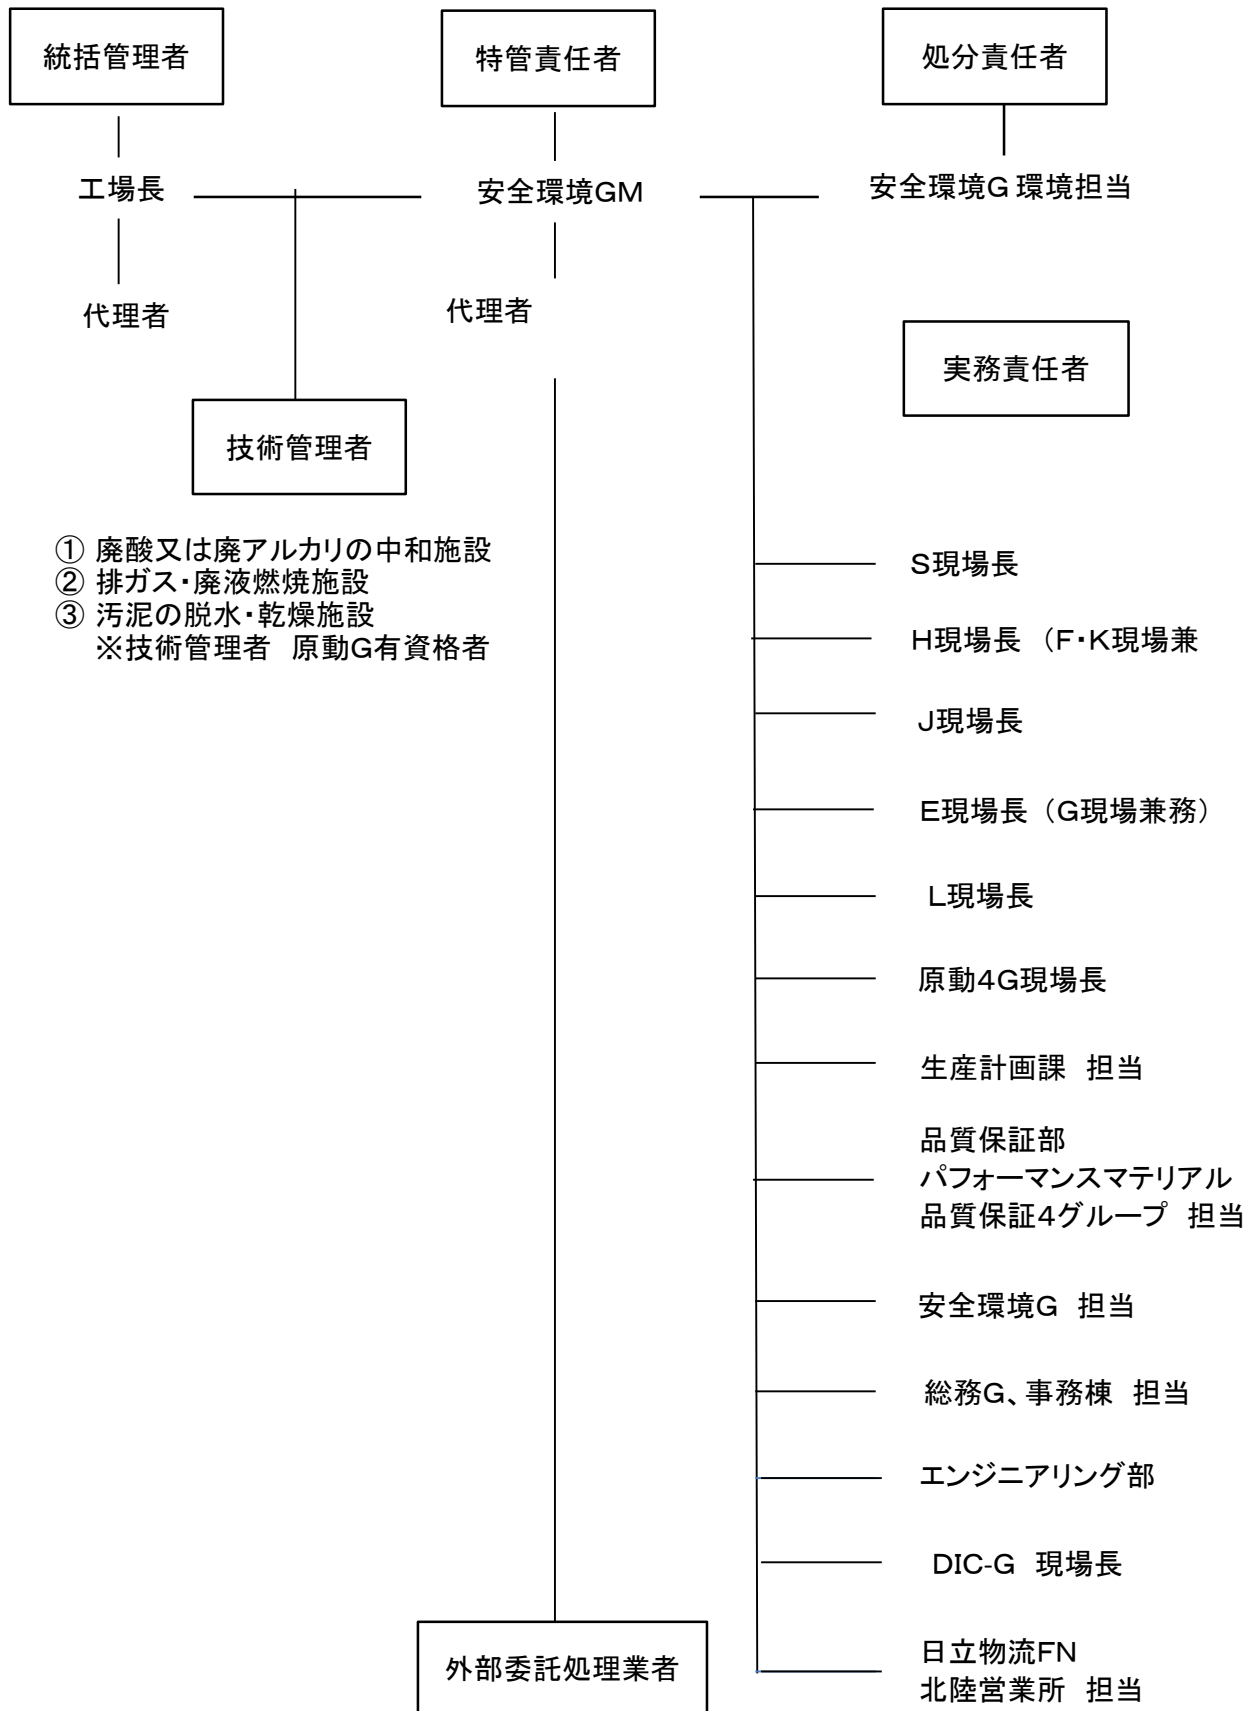 統括管理者
特管責任者
処分責任者
工場長
安全環境GM
安全環境G 環境担当
代理者
代理者
実務責任者
技術管理者
① 廃酸又は廃アルカリの中和施設
② 排ガス・廃液燃焼施設
③ 汚泥の脱水・乾燥施設
※技術管理者　原動G有資格者
S現場長
H現場長 （F・K現場兼
J現場長
E現場長 （G現場兼務）
L現場長
原動4G現場長
生産計画課　担当
品質保証部
パフォーマンスマテリアル
品質保証4グループ　担当
安全環境G　担当
総務G、事務棟　担当
エンジニアリング部
DIC-G　現場長
日立物流FN
北陸営業所　担当
外部委託処理業者